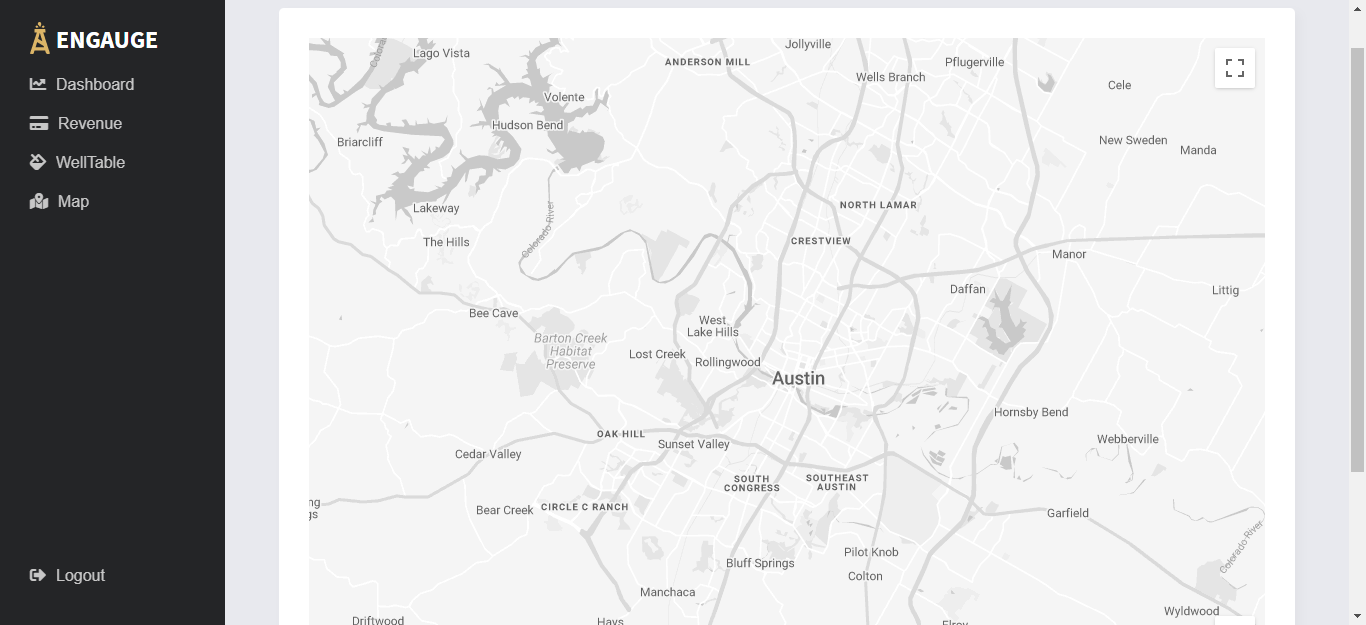 ENGAUGE
Dashboard
Revenue
WellTable
Map
Logout
Jollyville
Lago Vista
ANDERSON MILL
Pflugerville
Wells Branch
Cele
Volente
Hudson Bend
Briarcliff
New Sweden
Manda
Lakeway
NORTH LAMAR
Colorado River
The Hills
CRESTVIEW
Manor
Daffan
Littig
Bee Cave
West
Lake Hills
Barton Creek
Habitat
Preserve
Lost Creek
Rollingwood
Austin
Hornsby Bend
OAK HILL
Sunset Valley
Webberville
Cedar Valley
SOUTH
CONGRESS
SOUTHEAST
AUSTIN
ng
gs
Bear Creek
CIRCLE C RANCH
Garfield
Colorado River
Pilot Knob
Bluff Springs
Colton
Manchaca
Wyldwood
Driftwood
Hays
Elroy